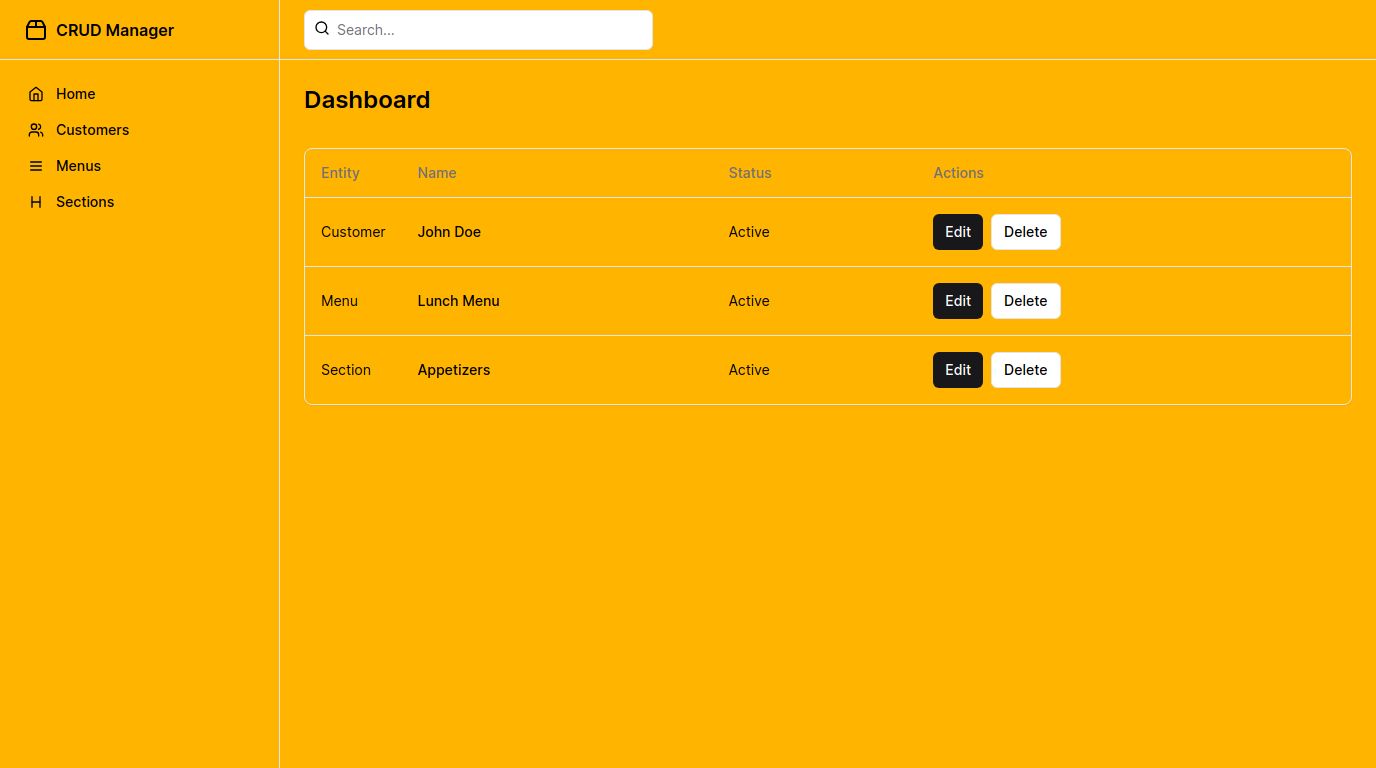 CRUD Manager
Search...
Home
Customers
Menus
Sections
Dashboard
Entity Name Status Actions
Customer John Doe Active Edit Delete
Menu Lunch Menu Active Edit Delete
Section Appetizers Active Edit Delete